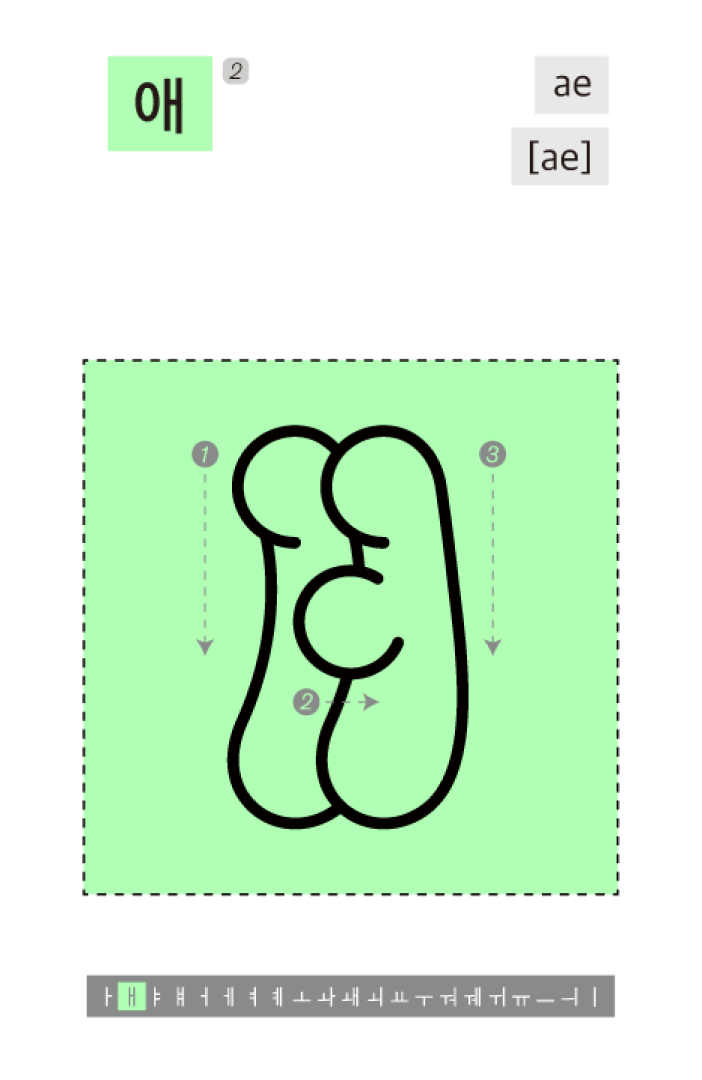 애 2 ae
[ae]
1 3
2
ㅏ ㅐ ㅑ ㅒ ㅓ ㅔ ㅕ ㅖ ㅗ ㅘ ㅙ ㅚ ㅛ ㅜ ㅝ ㅞ ㅟ ㅠ ㅡ ㅢ ㅣ